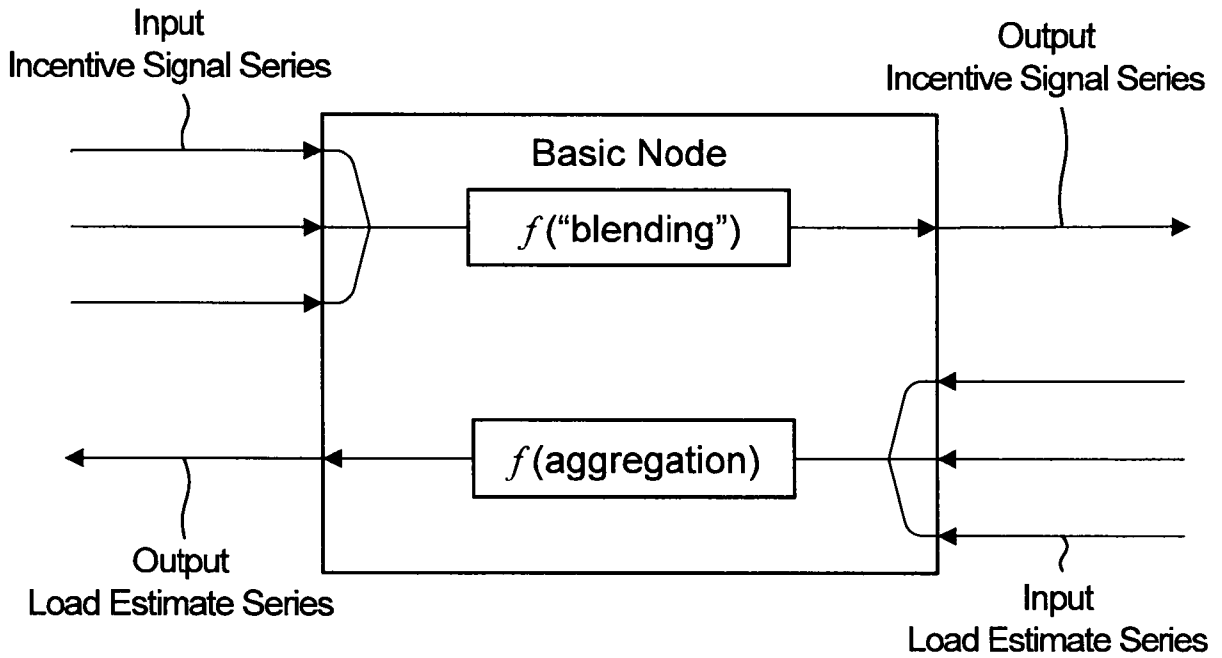 Input
Incentive Signal Series
Output
Incentive Signal Series
Basic Node
f(“blending”)
f(aggregation)
Output
Load Estimate Series
Input
Load Estimate Series